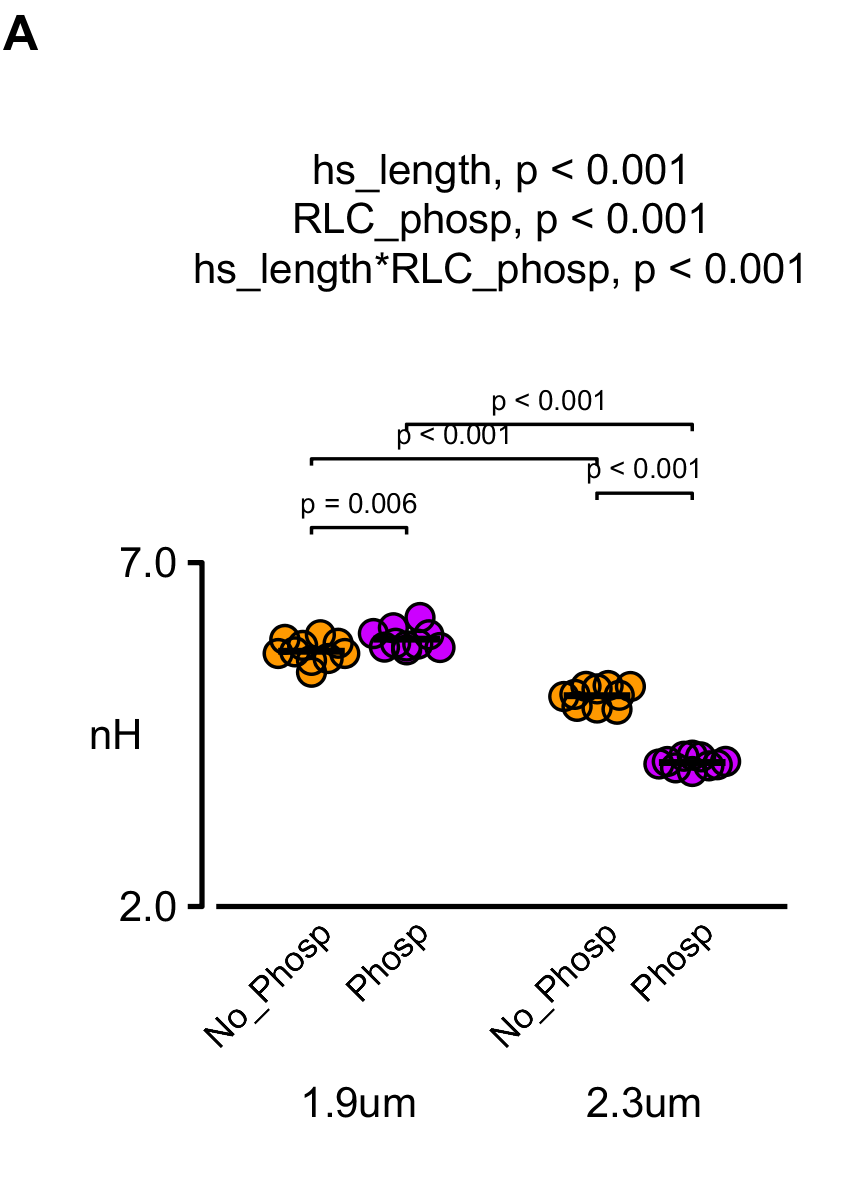 A
hs_length, p < 0.001
RLC_phosp, p < 0.001
hs_length*RLC_phosp, p < 0.001
p < 0.001
p < 0.001
p < 0.001
p = 0.006
7.0
nH
2.0
No_Phosp
Phosp
No_Phosp
Phosp
1.9um
2.3um